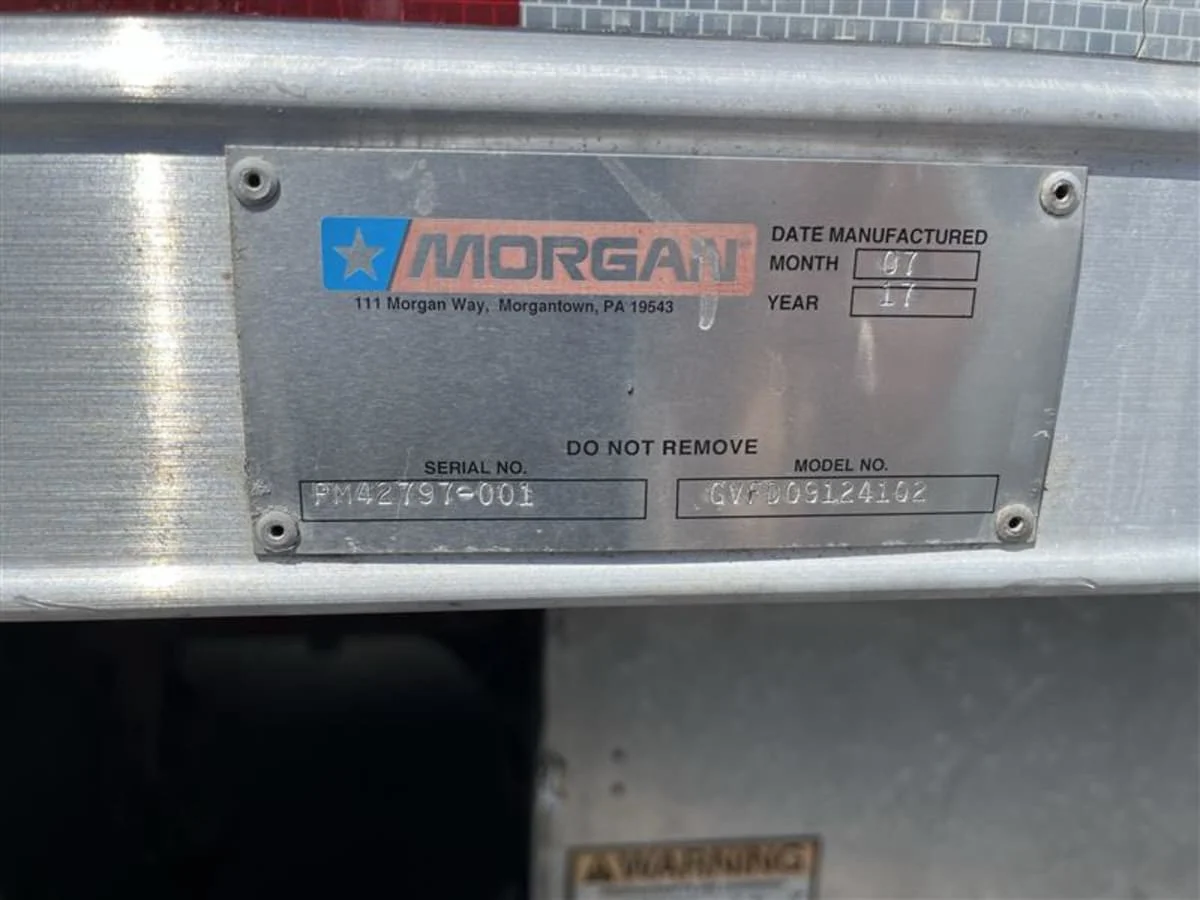 MORGAN
111 Morgan Way, Morgantown, PA 19543
DATE MANUFACTURED
MONTH 07
YEAR 17
DO NOT REMOVE
SERIAL NO.
PM42797-001
MODEL NO.
GVFD09124102
WARNING